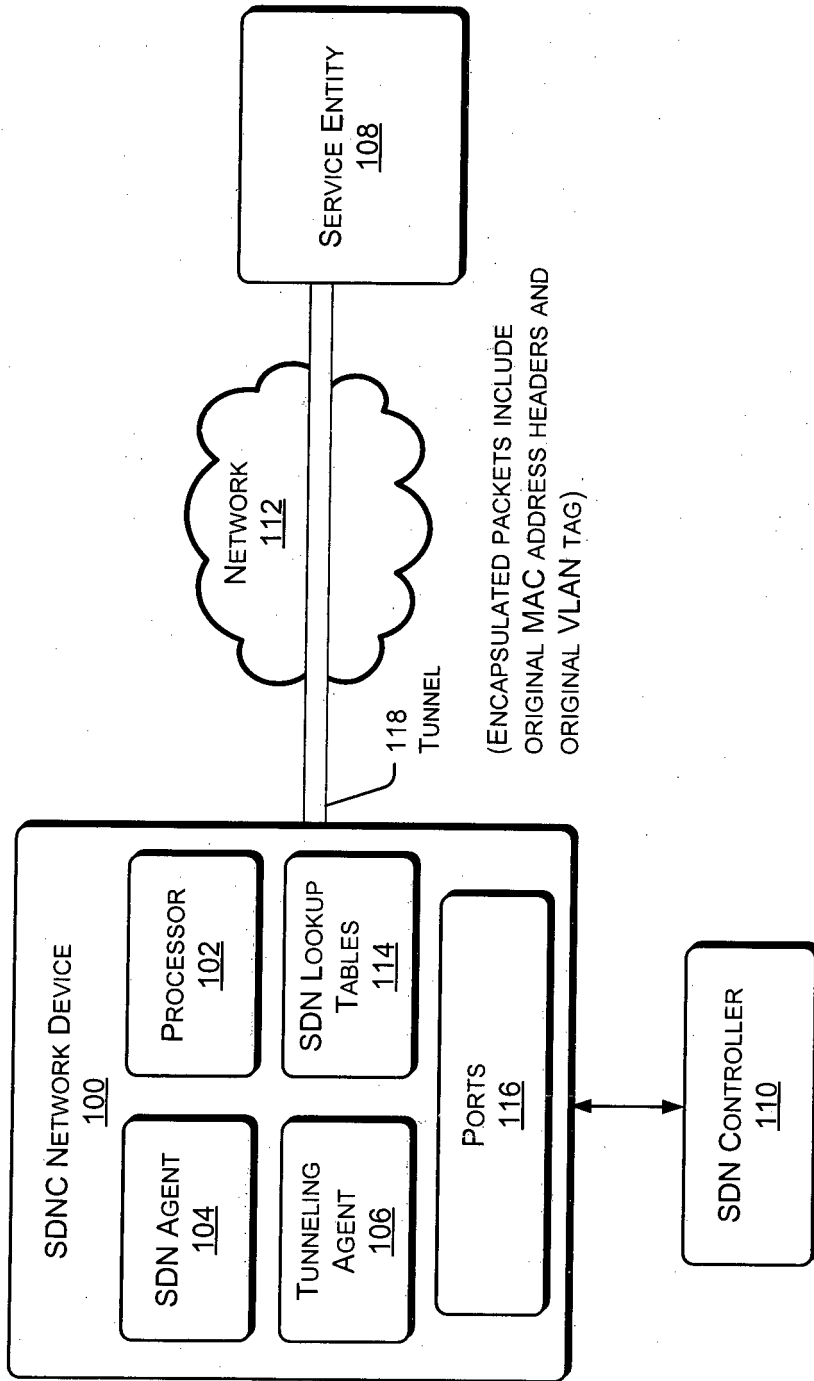 SDNC NETWORK DEVICE
100
SDN AGENT
104
PROCESSOR
102
TUNNELING
AGENT
106
SDN LOOKUP
TABLES
114
PORTS
116
SDN CONTROLLER
110
118
TUNNEL
NETWORK
112
(ENCAPSULATED PACKETS INCLUDE
ORIGINAL MAC ADDRESS HEADERS AND
ORIGINAL VLAN TAG)
SERVICE ENTITY
108